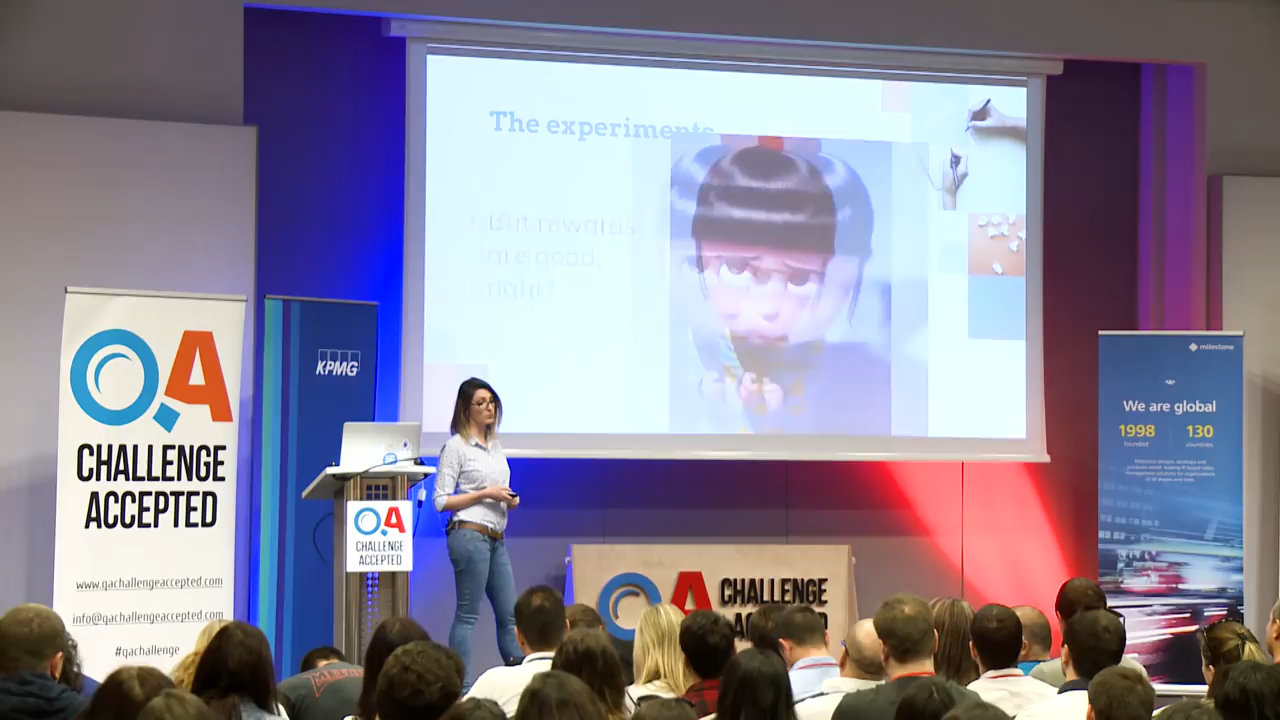 The experiments
But rewards
are good,
right?
QA
CHALLENGE
ACCEPTED
www.qachallengeaccepted.com
info@qachallengeaccepted.com
#qachallenge
KPMG
QA
CHALLENGE
ACCEPTED
QA
CHALLENGE
milestone
We are global
1998
130
founded
countries